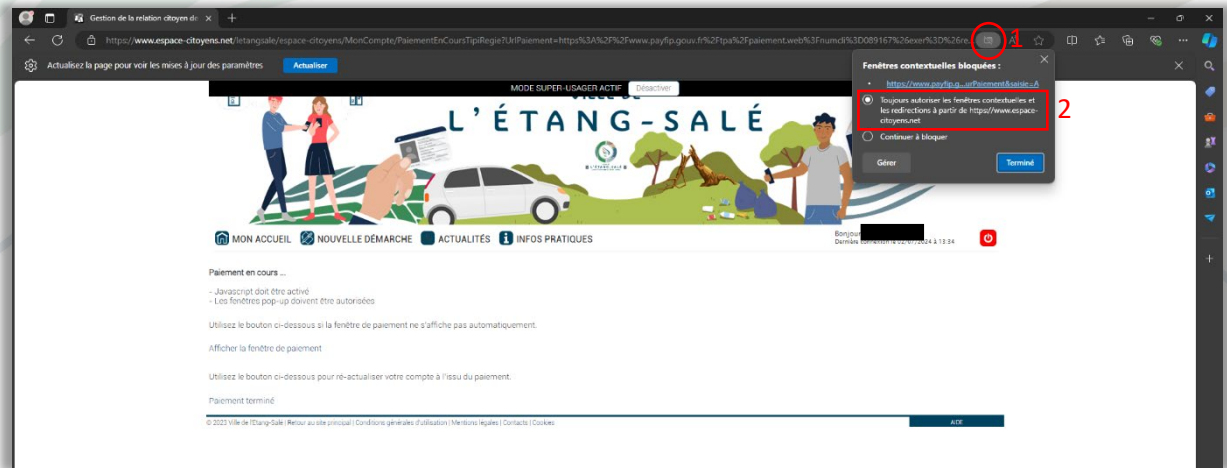 Gestion de la relation citoyen de
https://www.espace-citoyens.net/letangsale/espace-citoyens/MonCompte/PaiementEnCoursTipiRegie?UrlPaiement=https%3A%2F%2Fwww.payfip.gouv.fr%2Ftpa%2Fpaiement.web%3Fnumcli%3D089167%26exer%3D%26re...
1
A
Actualisez la page pour voir les mises à jour des paramètres
Actualiser
Fenêtres contextuelles bloquées :
https://www.payfip.g...urPaiement&saisie=A
Toujours autoriser les fenêtres contextuelles et
les redirections à partir de https://www.espace-
citoyens.net
2
Continuer à bloquer
Gérer
Terminé
MODE SUPER-USAGER ACTIF
Désactiver
VILLE DE
L'ÉTANG-SALÉ
MON ACCUEIL
NOUVELLE DÉMARCHE
ACTUALITÉS
INFOS PRATIQUES
Bonjour
Dernière connexion le 02/07/2024 à 13:34
Paiement en cours ...
- Javascript doit être activé
- Les fenêtres pop-up doivent être autorisées
Utilisez le bouton ci-dessous si la fenêtre de paiement ne s'affiche pas automatiquement.
Afficher la fenêtre de paiement
Utilisez le bouton ci-dessous pour ré-actualiser votre compte à l'issu du paiement.
Paiement terminé
© 2023 Ville de l'Etang-Salé | Retour au site principal | Conditions générales d'utilisation | Mentions légales | Contacts | Cookies
AIDE